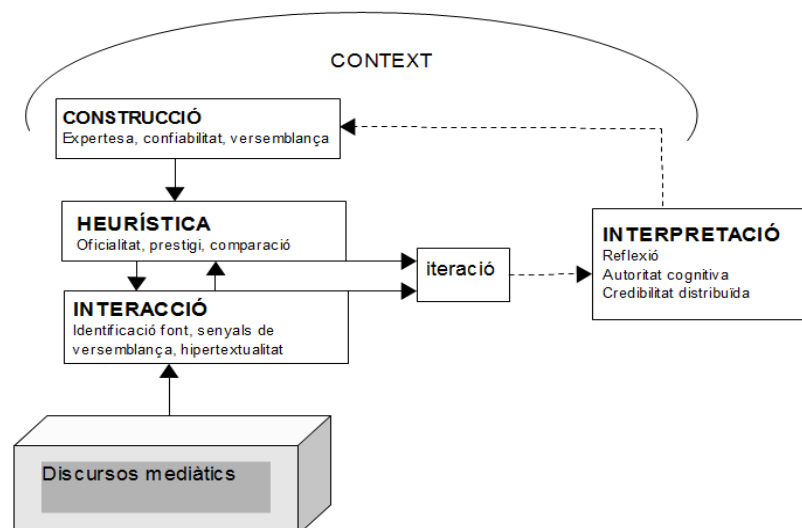 CONTEXT
CONSTRUCCIÓ
Expertesa, confiabilitat, versemblança
HEURÍSTICA
Oficialitat, prestigi, comparació
iteració
INTERPRETACIÓ
Reflexió
Autoritat cognitiva
Credibilitat distribuïda
INTERACCIÓ
Identificació font, senyals de
versemblança, hipertextualitat
Discursos mediàtics